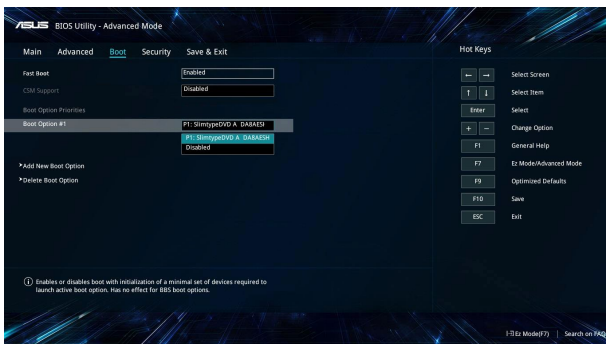 ASUS BIOS Utility - Advanced Mode
Main Advanced Boot Security Save & Exit
Fast Boot Enabled
CSM Support Disabled
Boot Option Priorities
Boot Option #1 P1: SlimtypeDVD A DA8AESI
P1: SlimtypeDVD A DA8AESH
Disabled
Add New Boot Option
Delete Boot Option
Enables or disables boot with initialization of a minimal set of devices required to
launch active boot option. Has no effect for BBS boot options.
Hot Keys
← → Select Screen
↑ ↓ Select Item
Enter Select
+ − Change Option
F1 General Help
F7 Ez Mode/Advanced Mode
F9 Optimized Defaults
F10 Save
ESC Exit
Ez Mode(F7) | Search on FAQ